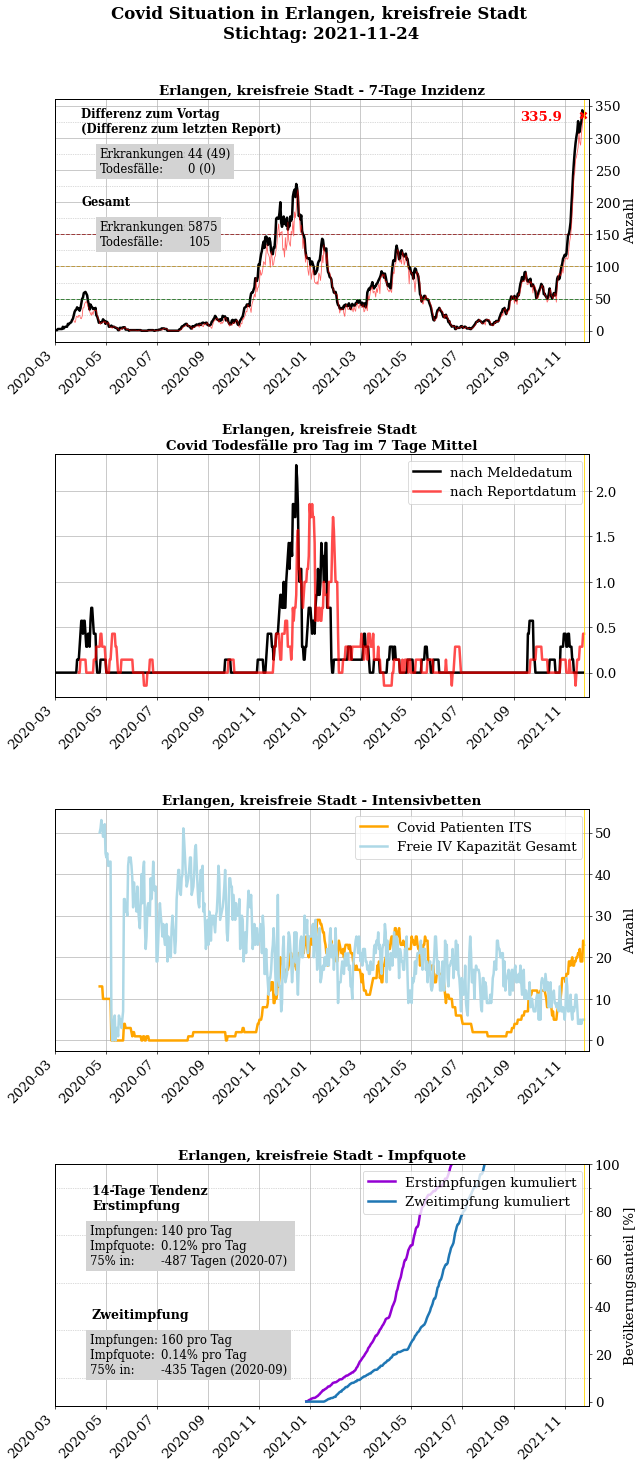 Covid Situation in Erlangen, kreisfreie Stadt
Stichtag: 2021-11-24
Erlangen, kreisfreie Stadt - 7-Tage Inzidenz
Differenz zum Vortag
(Differenz zum letzten Report)
Erkrankungen 44 (49)
Todesfälle: 0 (0)
Gesamt
Erkrankungen 5875
Todesfälle: 105
335.9
350
300
250
200
150
100
50
0
Anzahl
2020-03 2020-05 2020-07 2020-09 2020-11 2021-01 2021-03 2021-05 2021-07 2021-09 2021-11
Erlangen, kreisfreie Stadt
Covid Todesfälle pro Tag im 7 Tage Mittel
nach Meldedatum
nach Reportdatum
2.0
1.5
1.0
0.5
0.0
2020-03 2020-05 2020-07 2020-09 2020-11 2021-01 2021-03 2021-05 2021-07 2021-09 2021-11
Erlangen, kreisfreie Stadt - Intensivbetten
Covid Patienten ITS
Freie IV Kapazität Gesamt
50
40
30
20
10
0
Anzahl
2020-03 2020-05 2020-07 2020-09 2020-11 2021-01 2021-03 2021-05 2021-07 2021-09 2021-11
Erlangen, kreisfreie Stadt - Impfquote
14-Tage Tendenz
Erstimpfung
Impfungen: 140 pro Tag
Impfquote: 0.12% pro Tag
75% in: -487 Tagen (2020-07)
Zweitimpfung
Impfungen: 160 pro Tag
Impfquote: 0.14% pro Tag
75% in: -435 Tagen (2020-09)
Erstimpfungen kumuliert
Zweitimpfung kumuliert
100
80
60
40
20
0
Bevölkerungsanteil [%]
2020-03 2020-05 2020-07 2020-09 2020-11 2021-01 2021-03 2021-05 2021-07 2021-09 2021-11